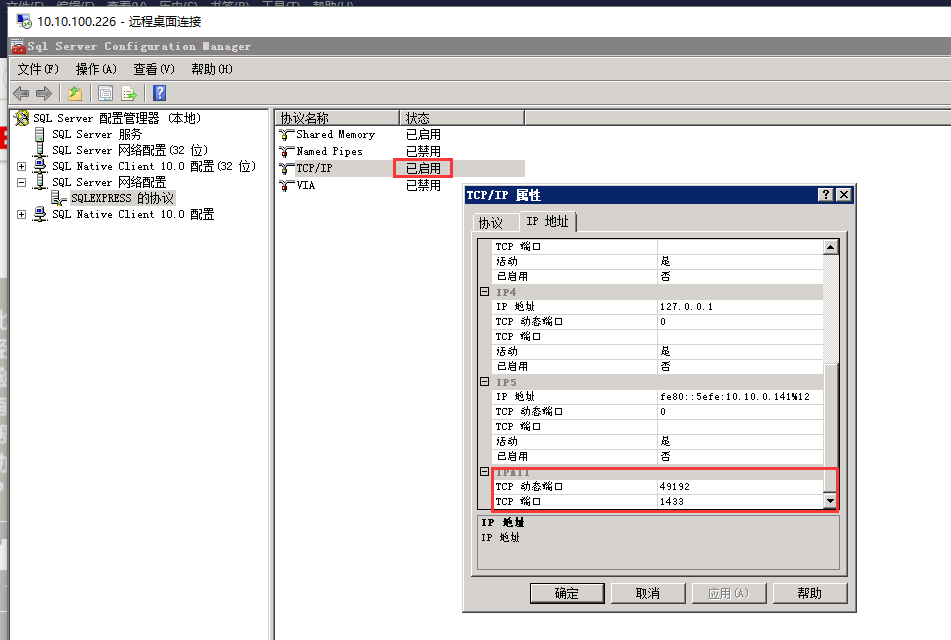 10.10.100.226 - 远程桌面连接
Sql Server Configuration Manager
文件(F) 操作(A) 查看(V) 帮助(H)
SQL Server 配置管理器 (本地)
SQL Server 服务
SQL Server 网络配置(32 位)
SQL Native Client 10.0 配置(32 位)
SQL Server 网络配置
SQLEXPRESS 的协议
SQL Native Client 10.0 配置
协议名称 状态
Shared Memory 已启用
Named Pipes 已禁用
TCP/IP 已启用
VIA 已禁用
TCP/IP 属性
协议 IP 地址
TCP 端口
活动 是
已启用 否
IP4
IP 地址 127.0.0.1
TCP 动态端口 0
TCP 端口
活动 是
已启用 否
IP5
IP 地址 fe80::5efe:10.10.0.141%12
TCP 动态端口 0
TCP 端口
活动 是
已启用 否
IPAll
TCP 动态端口 49192
TCP 端口 1433
IP 地址
IP 地址
确定 取消 应用(A) 帮助